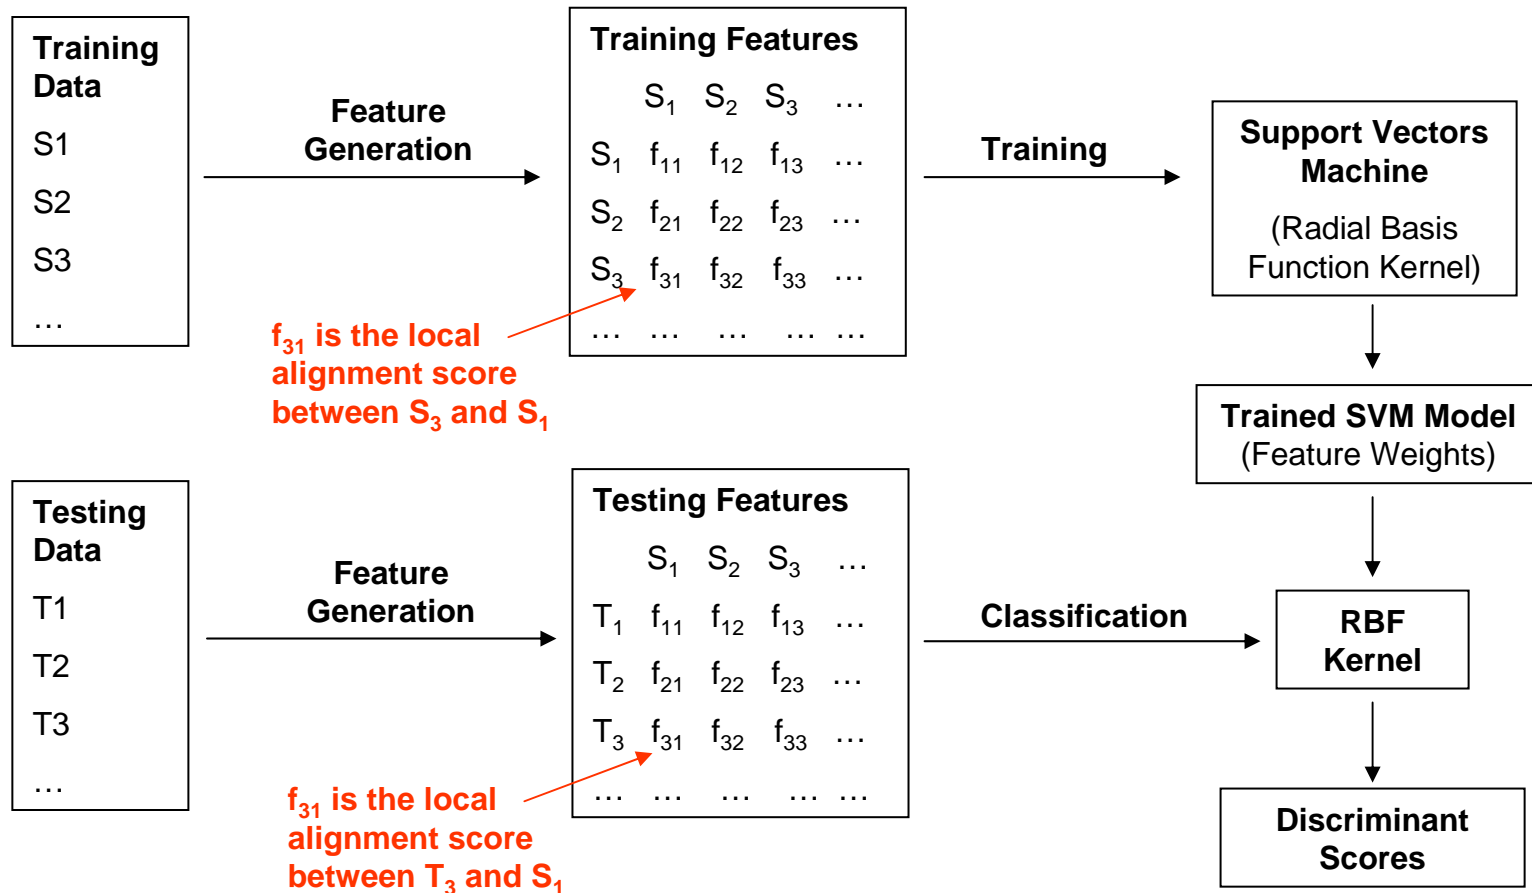 Training
Data
S1
S2
S3
…
Feature
Generation
Training Features
S₁ S₂ S₃ …
S₁ f₁₁ f₁₂ f₁₃ …
S₂ f₂₁ f₂₂ f₂₃ …
S₃ f₃₁ f₃₂ f₃₃ …
… … … … …
f₃₁ is the local
alignment score
between S₃ and S₁
Training
Support Vectors
Machine
(Radial Basis
Function Kernel)
Trained SVM Model
(Feature Weights)
Testing
Data
T1
T2
T3
…
Feature
Generation
Testing Features
S₁ S₂ S₃ …
T₁ f₁₁ f₁₂ f₁₃ …
T₂ f₂₁ f₂₂ f₂₃ …
T₃ f₃₁ f₃₂ f₃₃ …
… … … … …
f₃₁ is the local
alignment score
between T₃ and S₁
Classification
RBF
Kernel
Discriminant
Scores